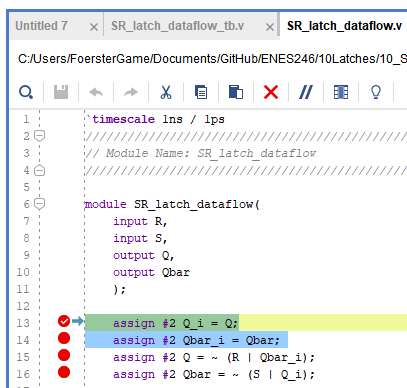 Untitled 7 × SR_latch_dataflow_tb.v × SR_latch_dataflow.v
C:/Users/FoersterGame/Documents/GitHub/ENES246/10Latches/10_S
1 `timescale 1ns / 1ps
2 ////////////////////////////////////////////////
3 // Module Name: SR_latch_dataflow
4 ////////////////////////////////////////////////
5
6 module SR_latch_dataflow(
7 input R,
8 input S,
9 output Q,
10 output Qbar
11 );
12
13 assign #2 Q_i = Q;
14 assign #2 Qbar_i = Qbar;
15 assign #2 Q = ~ (R | Qbar_i);
16 assign #2 Qbar = ~ (S | Q_i);